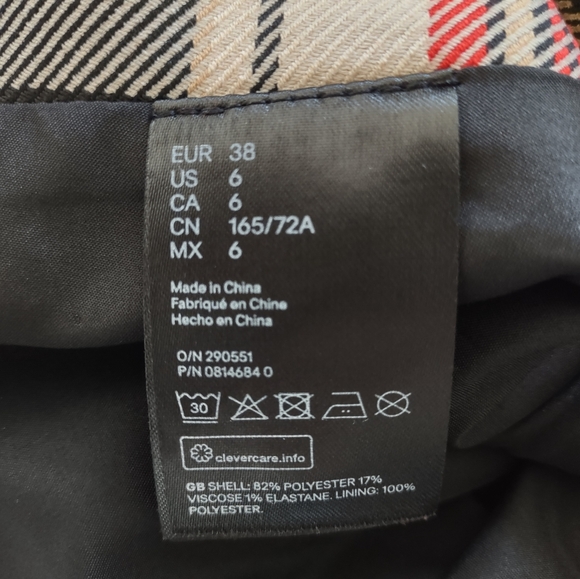 EUR 38
US 6
CA 6
CN 165/72A
MX 6
Made in China
Fabriqué en Chine
Hecho en China
O/N 290551
P/N 0814684 0
30
clevercare.info
GB SHELL: 82% POLYESTER 17%
VISCOSE 1% ELASTANE. LINING: 100%
POLYESTER.